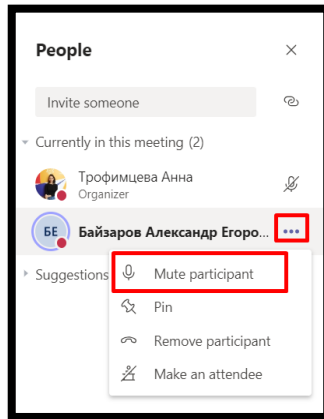 People
Invite someone
Currently in this meeting (2)
Трофимцева Анна
Organizer
БЕ
Байзаров Александр Егоро...
Suggestions
Mute participant
Pin
Remove participant
Make an attendee